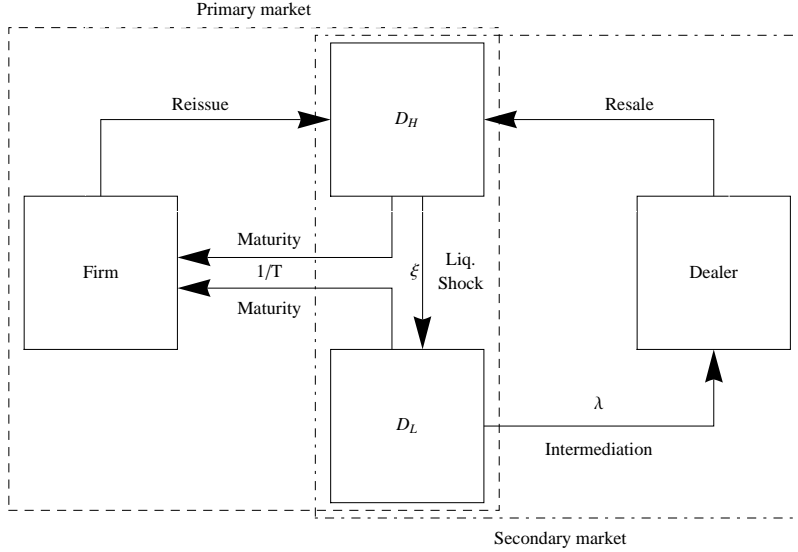 Primary market
Reissue
D_H
Resale
Firm
Maturity
1/T
Maturity
ξ
Liq.
Shock
Dealer
D_L
λ
Intermediation
Secondary market